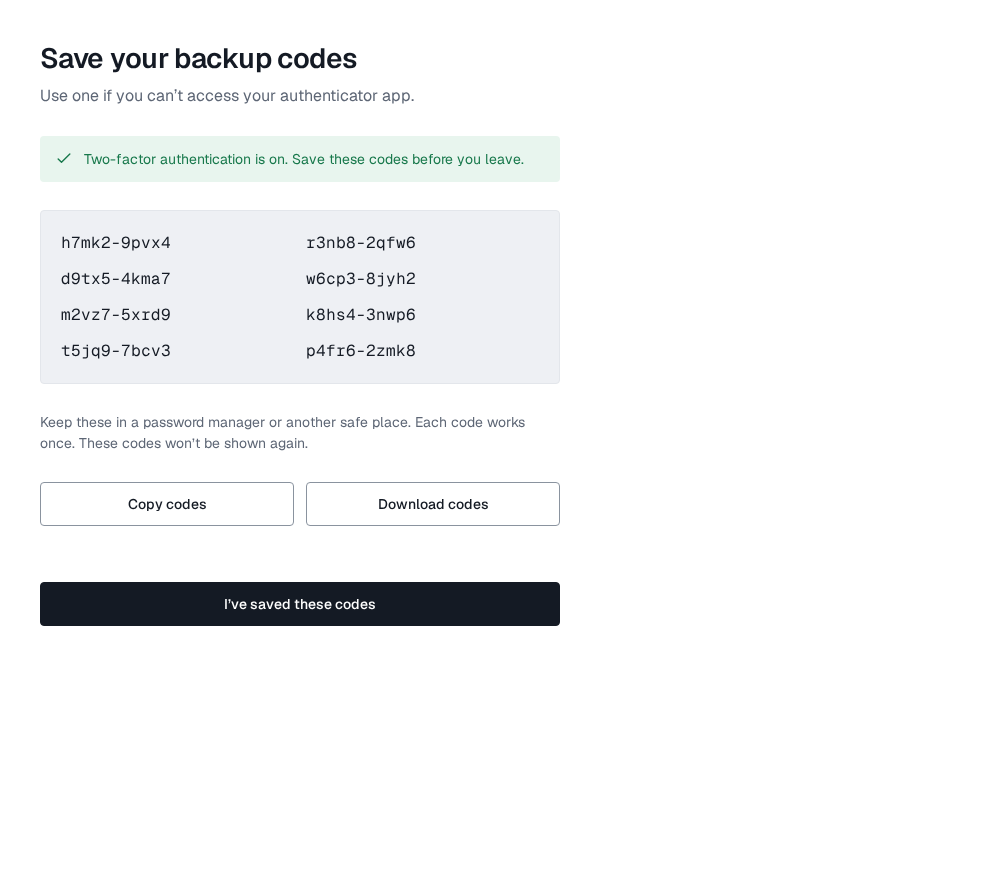 Save your backup codes
Use one if you can’t access your authenticator app.
Two-factor authentication is on. Save these codes before you leave.
h7mk2-9pvx4
r3nb8-2qfw6
d9tx5-4kma7
w6cp3-8jyh2
m2vz7-5xrd9
k8hs4-3nwp6
t5jq9-7bcv3
p4fr6-2zmk8
Keep these in a password manager or another safe place. Each code works
once. These codes won’t be shown again.
Copy codes
Download codes
I’ve saved these codes